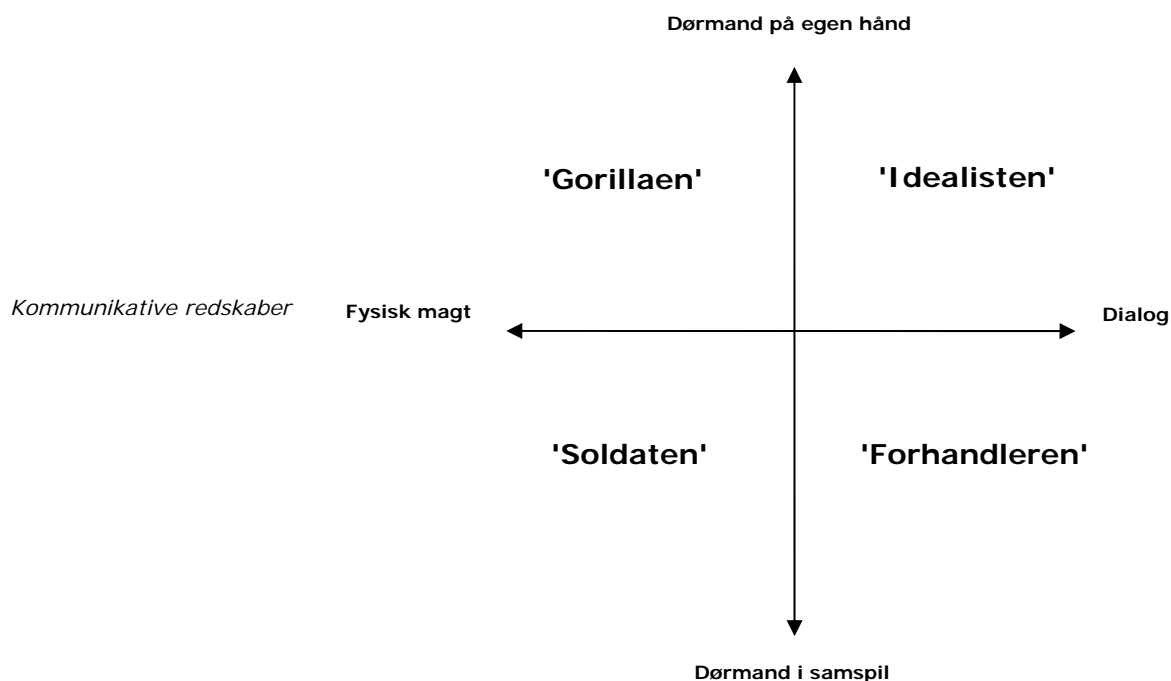 Dørmand på egen hånd
'Gorillaen' 'Idealisten'
Kommunikative redskaber Fysisk magt Dialog
'Soldaten' 'Forhandleren'
Dørmand i samspil